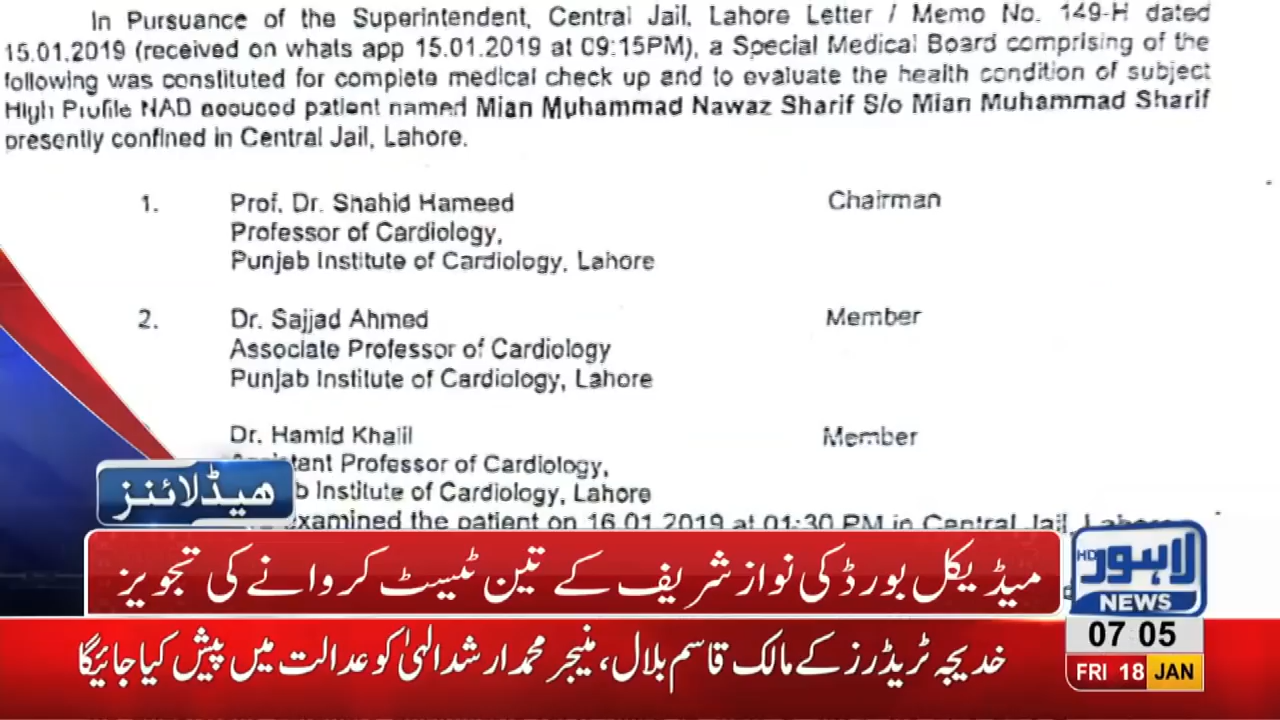 In Pursuance of the Superintendent, Central Jail, Lahore Letter / Memo No. 149-H dated
15.01.2019 (received on whats app 15.01.2019 at 09:15PM), a Special Medical Board comprising of the
following was constituted for complete medical check up and to evaluate the health condition of subject
High Profile NAB accused patient named Mian Muhammad Nawaz Sharif S/o Mian Muhammad Sharif
presently confined in Central Jail, Lahore.
1. Prof. Dr. Shahid Hameed Chairman
Professor of Cardiology,
Punjab Institute of Cardiology, Lahore
2. Dr. Sajjad Ahmed Member
Associate Professor of Cardiology
Punjab Institute of Cardiology, Lahore
Dr. Hamid Khalil Member
Professor of Cardiology,
Institute of Cardiology, Lahore
examined the patient on 16.01.2019 at 01:30 PM in Central Jail, Lahore
ہیڈلائنز
میڈیکل بورڈ کی نواز شریف کے تین ٹیسٹ کروانے کی تجویز
لاہور HD
NEWS
خدیجہ ٹریڈرز کے مالک قاسم بلال، منیجر محمد ارشد الہیٰ کو عدالت میں پیش کیا جائیگا
07 05
FRI 18 JAN